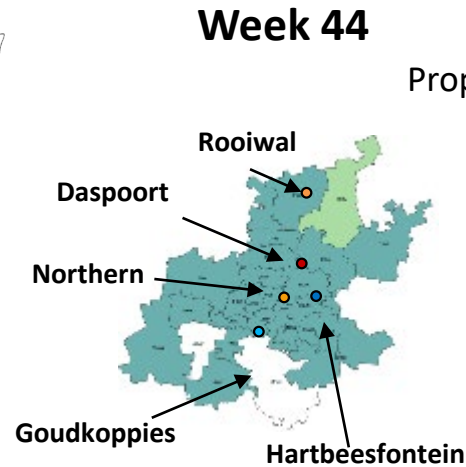 Week 44
Prop
Rooiwal
Daspoort
Northern
Goudkoppies
Hartbeesfontein